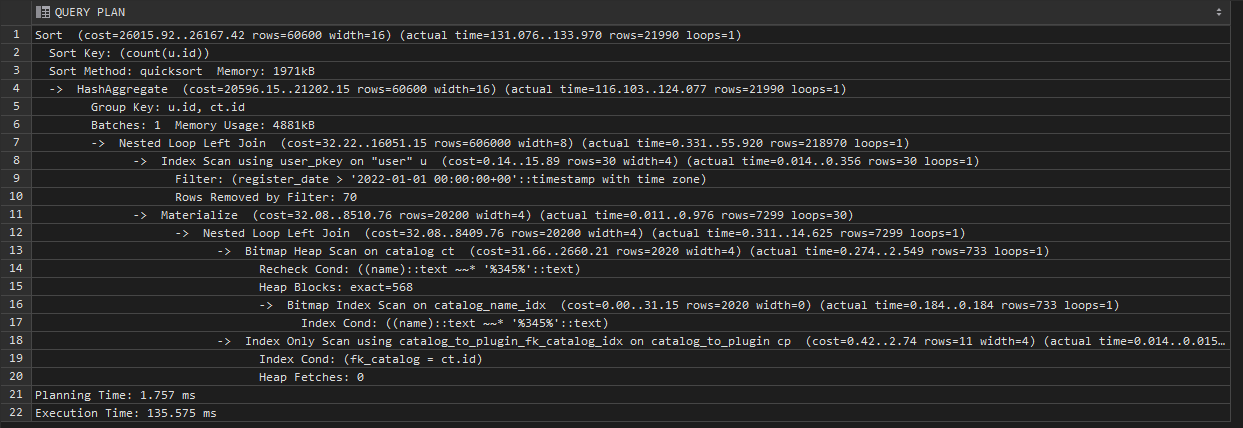 QUERY PLAN
1 Sort (cost=26015.92..26167.42 rows=60600 width=16) (actual time=131.076..133.970 rows=21990 loops=1)
2 Sort Key: (count(u.id))
3 Sort Method: quicksort Memory: 1971kB
4 -> HashAggregate (cost=20596.15..21202.15 rows=60600 width=16) (actual time=116.103..124.077 rows=21990 loops=1)
5 Group Key: u.id, ct.id
6 Batches: 1 Memory Usage: 4881kB
7 -> Nested Loop Left Join (cost=32.22..16051.15 rows=606000 width=8) (actual time=0.331..55.920 rows=218970 loops=1)
8 -> Index Scan using user_pkey on "user" u (cost=0.14..15.89 rows=30 width=4) (actual time=0.014..0.356 rows=30 loops=1)
9 Filter: (register_date > '2022-01-01 00:00:00+00'::timestamp with time zone)
10 Rows Removed by Filter: 70
11 -> Materialize (cost=32.08..8510.76 rows=20200 width=4) (actual time=0.011..0.976 rows=7299 loops=30)
12 -> Nested Loop Left Join (cost=32.08..8409.76 rows=20200 width=4) (actual time=0.311..14.625 rows=7299 loops=1)
13 -> Bitmap Heap Scan on catalog ct (cost=31.66..2660.21 rows=2020 width=4) (actual time=0.274..2.549 rows=733 loops=1)
14 Recheck Cond: ((name)::text ~~* '%345%'::text)
15 Heap Blocks: exact=568
16 -> Bitmap Index Scan on catalog_name_idx (cost=0.00..31.15 rows=2020 width=0) (actual time=0.184..0.184 rows=733 loops=1)
17 Index Cond: ((name)::text ~~* '%345%'::text)
18 -> Index Only Scan using catalog_to_plugin_fk_catalog_idx on catalog_to_plugin cp (cost=0.42..2.74 rows=11 width=4) (actual time=0.014..0.015…
19 Index Cond: (fk_catalog = ct.id)
20 Heap Fetches: 0
21 Planning Time: 1.757 ms
22 Execution Time: 135.575 ms